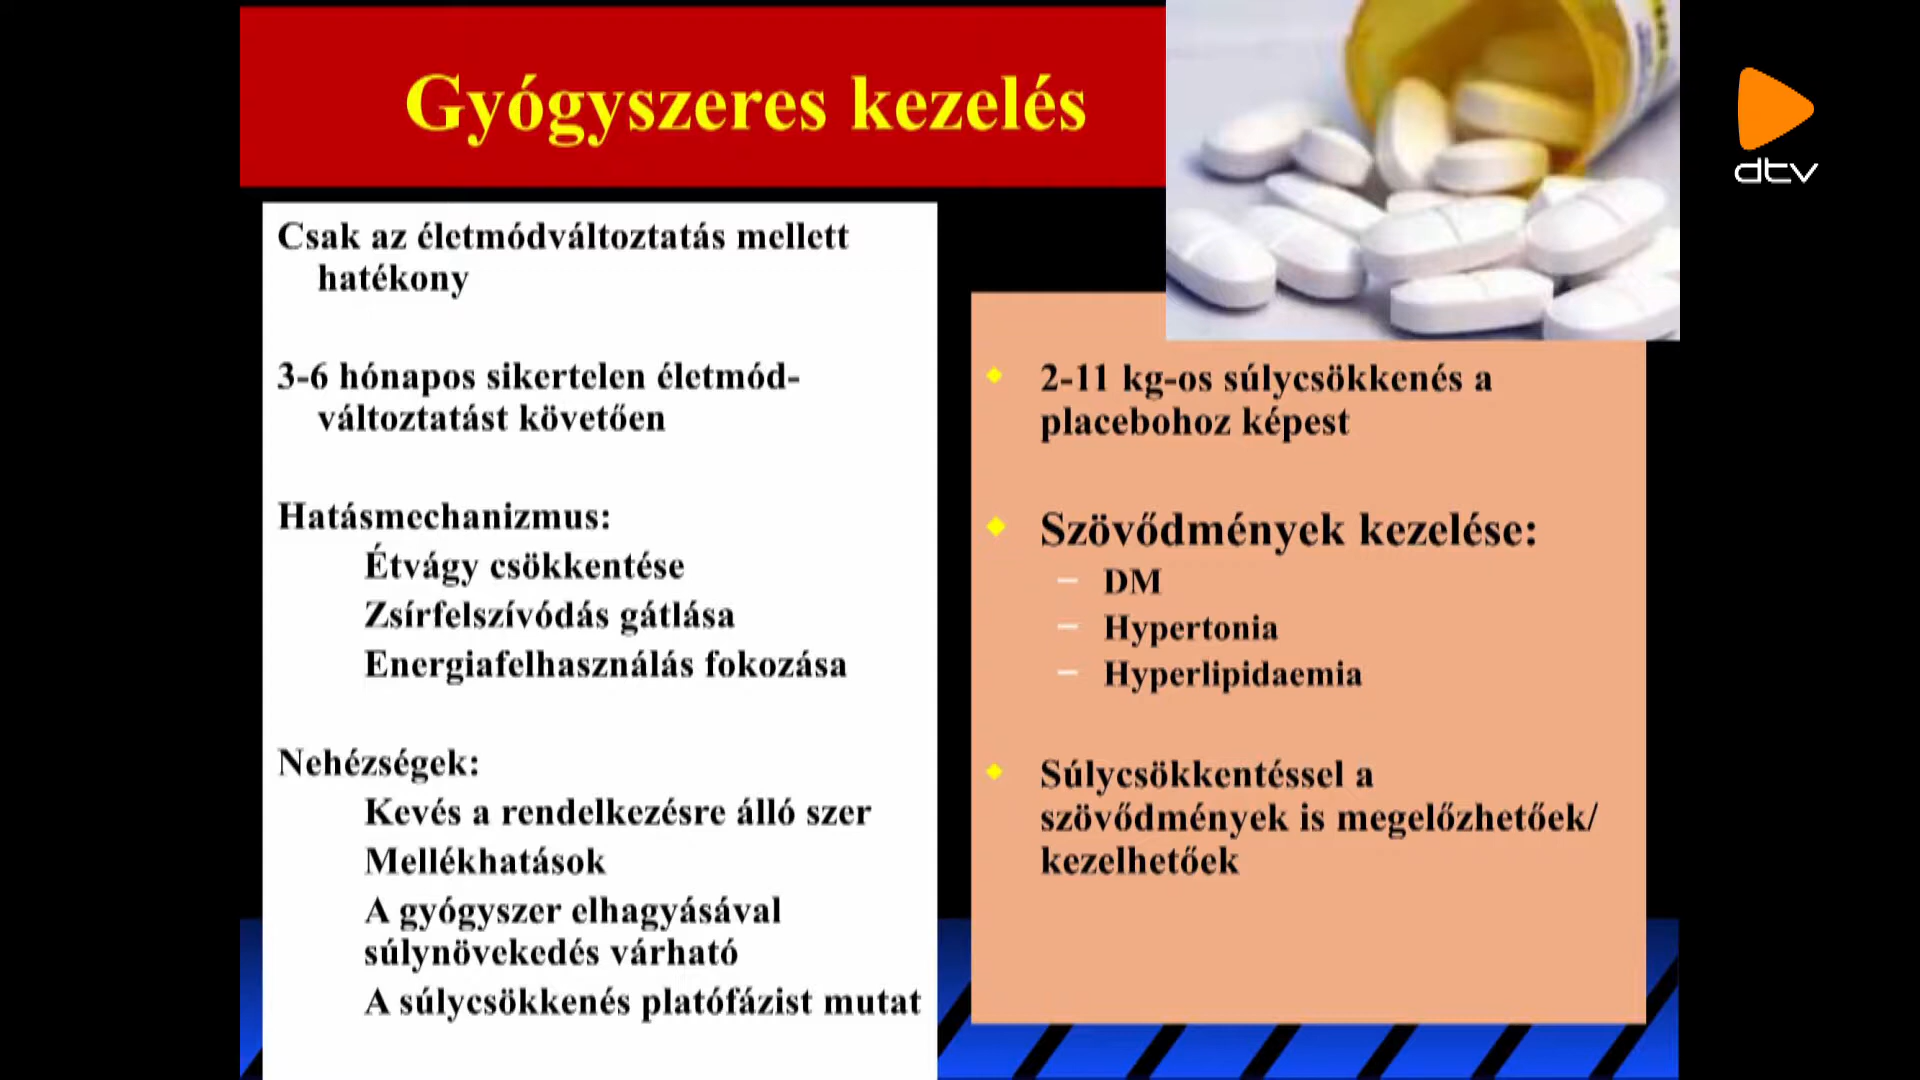 Gyógyszeres kezelés
dtv
Csak az életmódváltoztatás mellett
hatékony
3-6 hónapos sikertelen életmód-
változtatást követően
Hatásmechanizmus:
Étvágy csökkentése
Zsírfelszívódás gátlása
Energiafelhasználás fokozása
Nehézségek:
Kevés a rendelkezésre álló szer
Mellékhatások
A gyógyszer elhagyásával
súlynövekedés várható
A súlycsökkenés platófázist mutat
2-11 kg-os súlycsökkenés a
placebohoz képest
Szövődmények kezelése:
– DM
– Hypertonia
– Hyperlipidaemia
Súlycsökkentéssel a
szövődmények is megelőzhetőek/
kezelhetőek